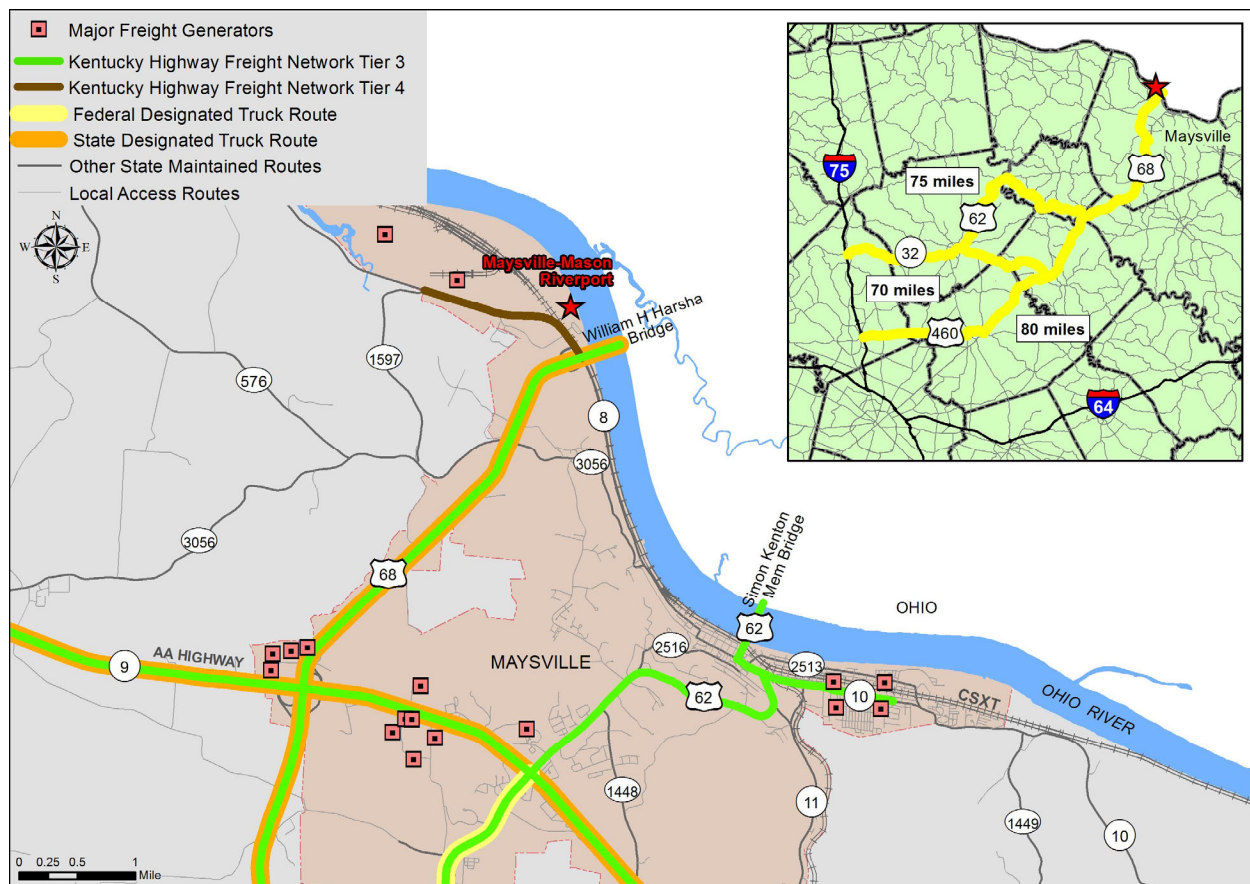 Major Freight Generators
Kentucky Highway Freight Network Tier 3
Kentucky Highway Freight Network Tier 4
Federal Designated Truck Route
State Designated Truck Route
Other State Maintained Routes
Local Access Routes
N
W E
S
Maysville-Mason
Riverport
William H Harsha
Bridge
1597
576
8
3056
3056
68
Simon Kenton
Mem Bridge
OHIO
62
9
AA HIGHWAY
MAYSVILLE
2516
2513
62
10
CSXT
OHIO RIVER
1448
11
1449
10
0 0.25 0.5 1
Mile
Maysville
75
75 miles
68
62
32
70 miles
460
80 miles
64